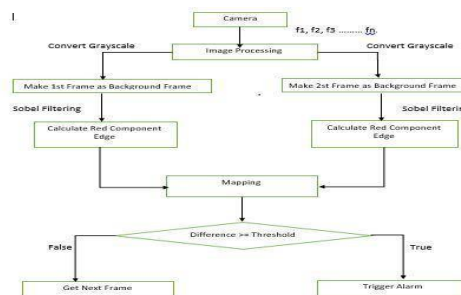 Camera
f1, f2, f3 ......... fn.
Convert Grayscale
Convert Grayscale
Image Processing
Make 1st Frame as Background Frame
Make 2st Frame as Background Frame
Sobel Filtering
Sobel Filterin
Calculate Red Component
Edge
Calculate Red Component
Edge
Mapping
Difference >= Threshold
False
True
Get Next Frame
Trigger Alarm